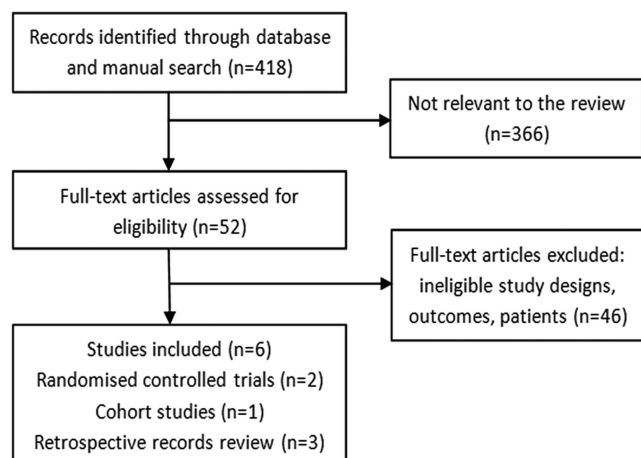 Records identified through database
and manual search (n=418)
Not relevant to the review
(n=366)
Full-text articles assessed for
eligibility (n=52)
Full-text articles excluded:
ineligible study designs,
outcomes, patients (n=46)
Studies included (n=6)
Randomised controlled trials (n=2)
Cohort studies (n=1)
Retrospective records review (n=3)